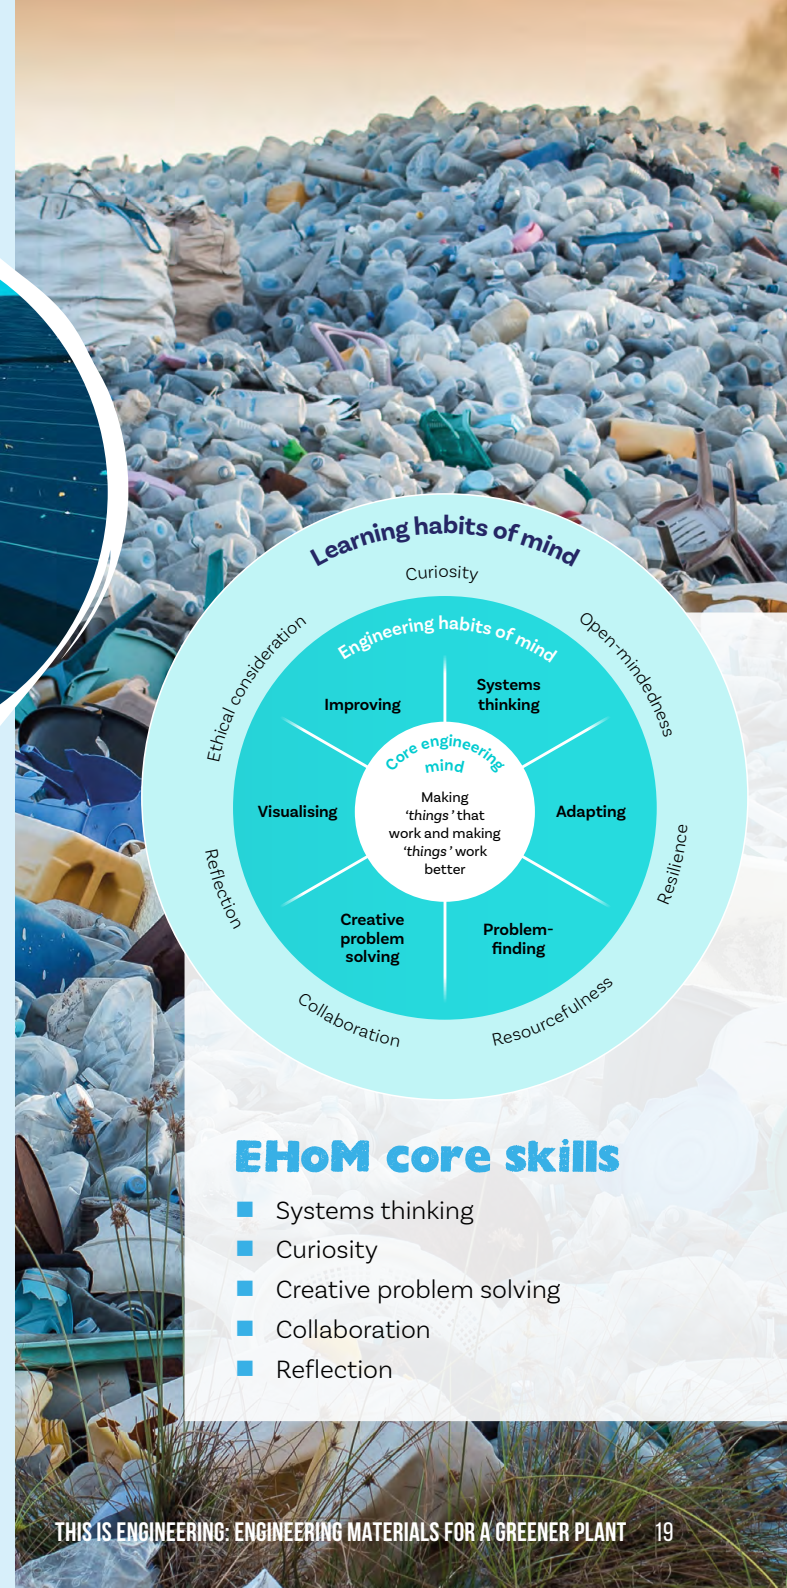 Learning habits of mind
Curiosity
Open-mindedness
Resilience
Resourcefulness
Collaboration
Reflection
Ethical consideration
Engineering habits of mind
Systems
thinking
Adapting
Problem-
finding
Creative
problem
solving
Visualising
Improving
Core engineering
mind
Making
‘things’ that
work and making
‘things’ work
better
EHoM core skills
Systems thinking
Curiosity
Creative problem solving
Collaboration
Reflection
THIS IS ENGINEERING: ENGINEERING MATERIALS FOR A GREENER PLANT 19